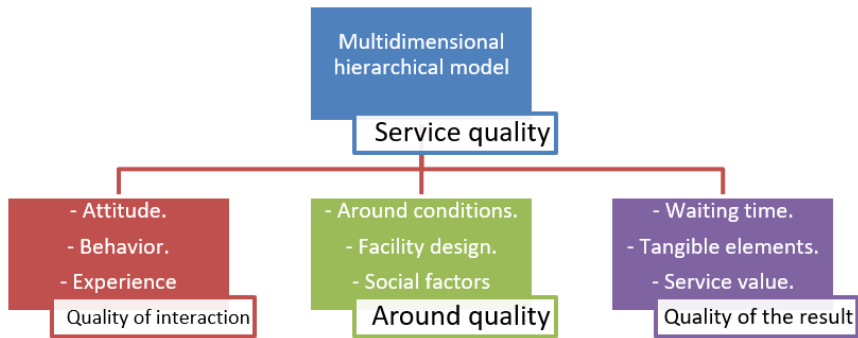 Multidimensional
hierarchical model
Service quality
- Attitude.
- Behavior.
- Experience
Quality of interaction
- Around conditions.
- Facility design.
- Social factors
Around quality
- Waiting time.
- Tangible elements.
- Service value.
Quality of the result